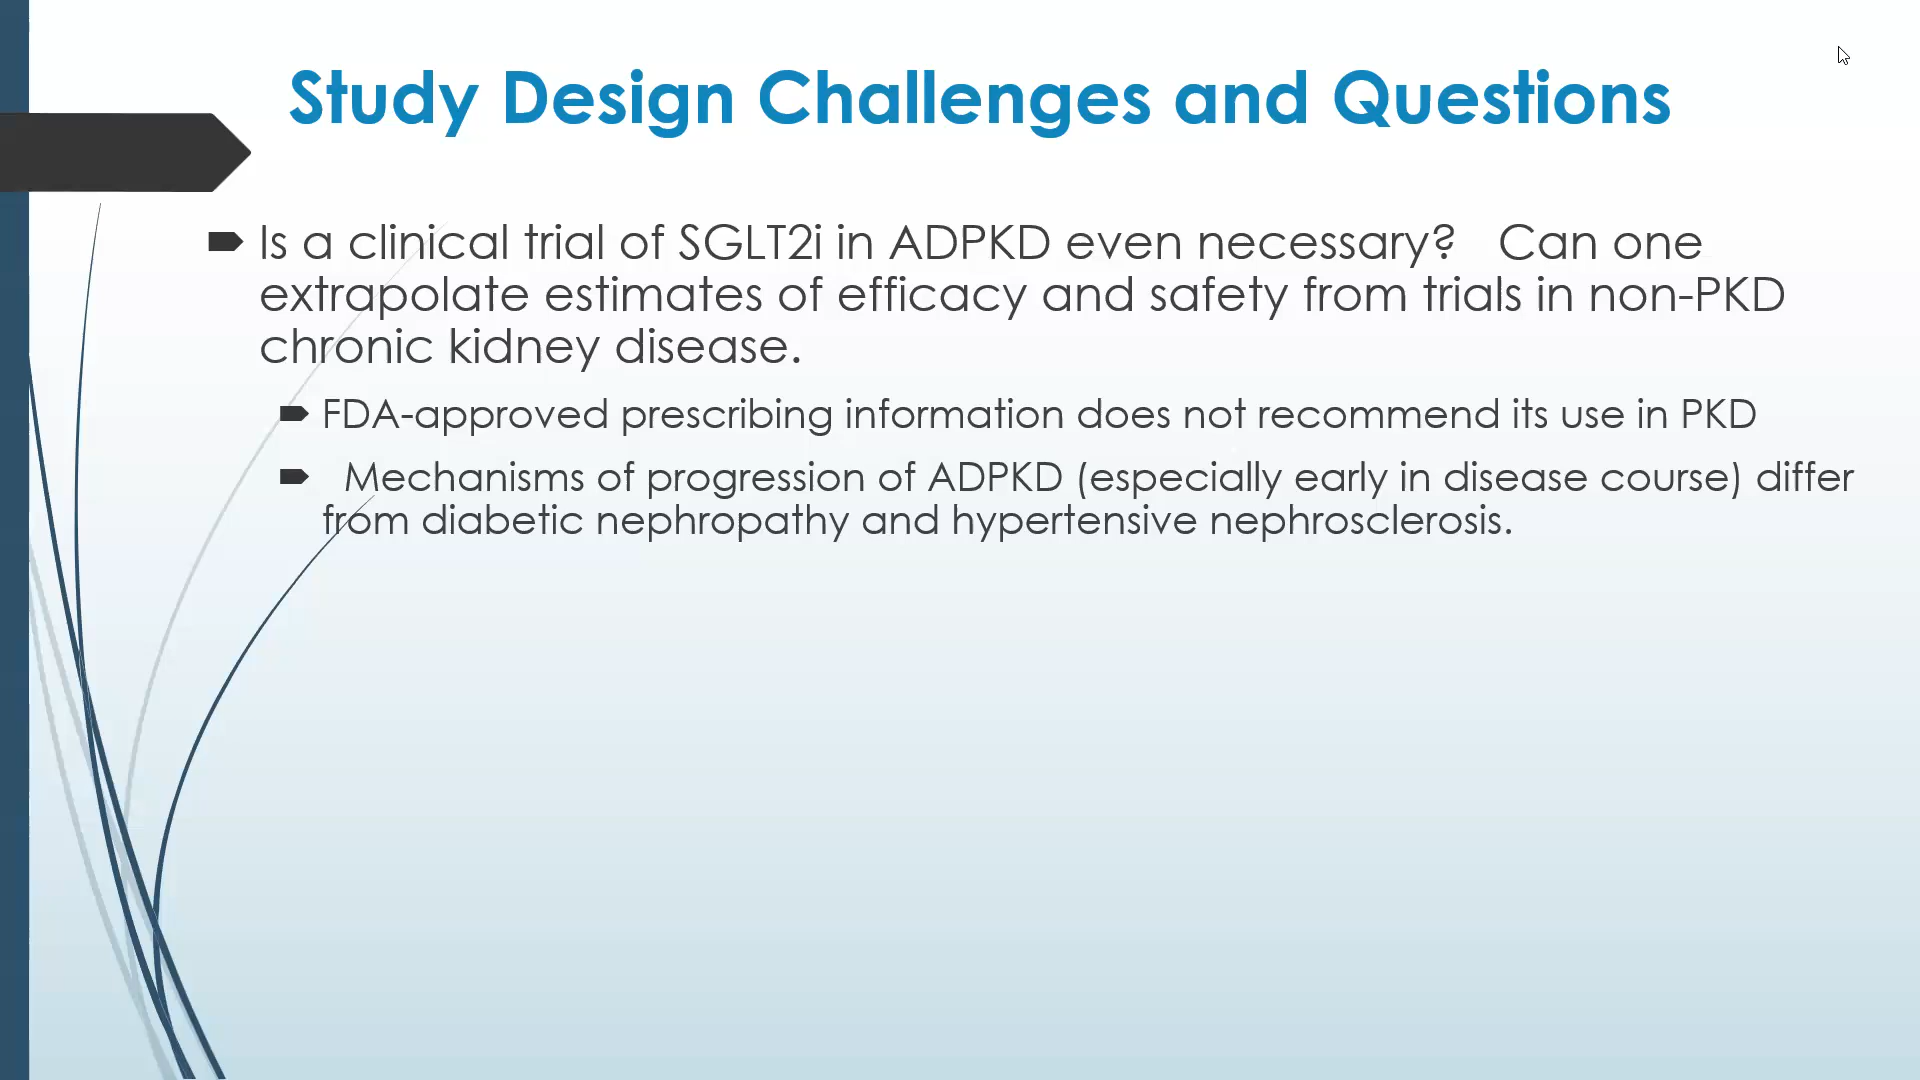 Study Design Challenges and Questions
Is a clinical trial of SGLT2i in ADPKD even necessary?   Can one
extrapolate estimates of efficacy and safety from trials in non-PKD
chronic kidney disease.
FDA-approved prescribing information does not recommend its use in PKD
Mechanisms of progression of ADPKD (especially early in disease course) differ
from diabetic nephropathy and hypertensive nephrosclerosis.